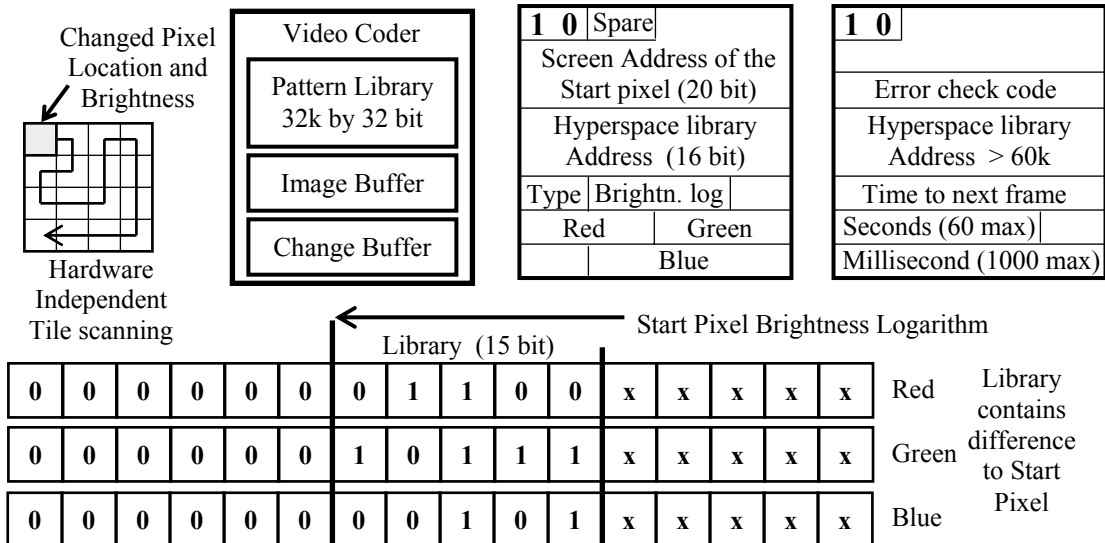 Changed Pixel
Location and
Brightness
Hardware
Independent
Tile scanning
Video Coder
Pattern Library
32k by 32 bit
Image Buffer
Change Buffer
1 0 Spare
Screen Address of the
Start pixel (20 bit)
Hyperspace library
Address (16 bit)
Type Brightn. log
Red Green
Blue
1 0
Error check code
Hyperspace library
Address > 60k
Time to next frame
Seconds (60 max)
Millisecond (1000 max)
Start Pixel Brightness Logarithm
Library (15 bit)
0 0 0 0 0 0 0 1 1 0 0 x x x x x Red
0 0 0 0 0 0 1 0 1 1 1 x x x x x Green
0 0 0 0 0 0 0 0 1 0 1 x x x x x Blue
Library
contains
difference
to Start
Pixel